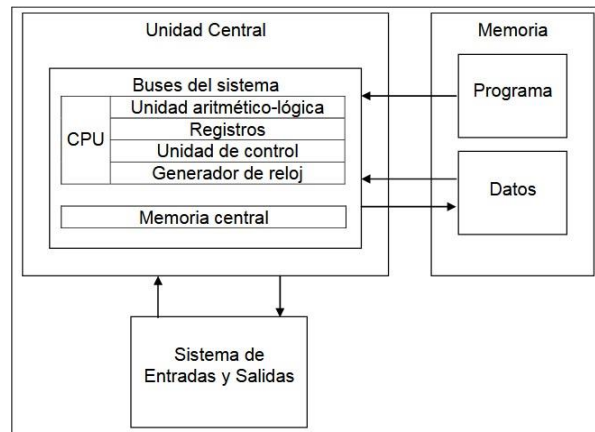 Unidad Central
Memoria
Buses del sistema
CPU
Unidad aritmético-lógica
Registros
Unidad de control
Generador de reloj
Memoria central
Programa
Datos
Sistema de
Entradas y Salidas